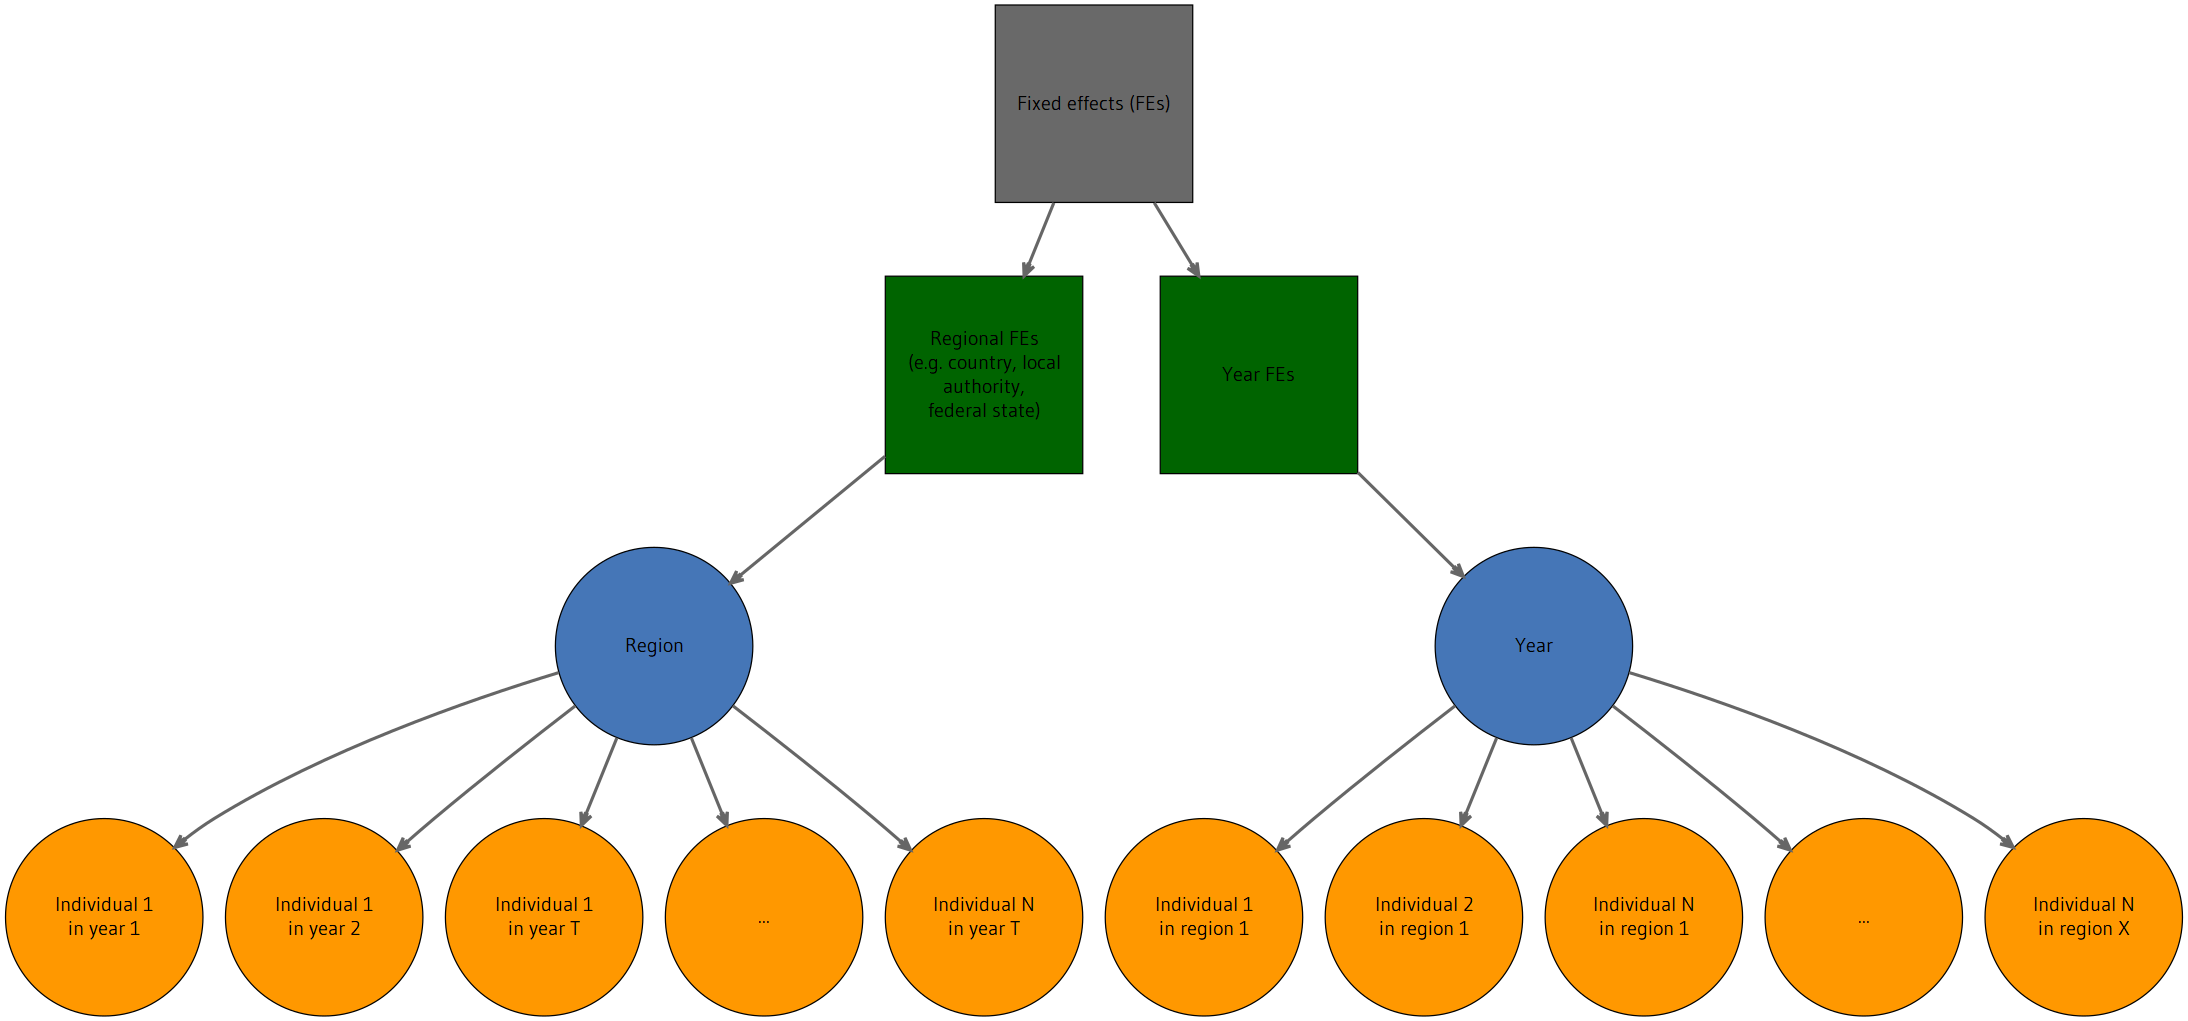 Fixed effects (FEs)
Regional FEs
(e.g. country, local
authority,
federal state)
Year FEs
Region
Year
Individual 1
in year 1
Individual 1
in year 2
Individual 1
in year T
...
Individual N
in year T
Individual 1
in region 1
Individual 2
in region 1
Individual N
in region 1
...
Individual N
in region X